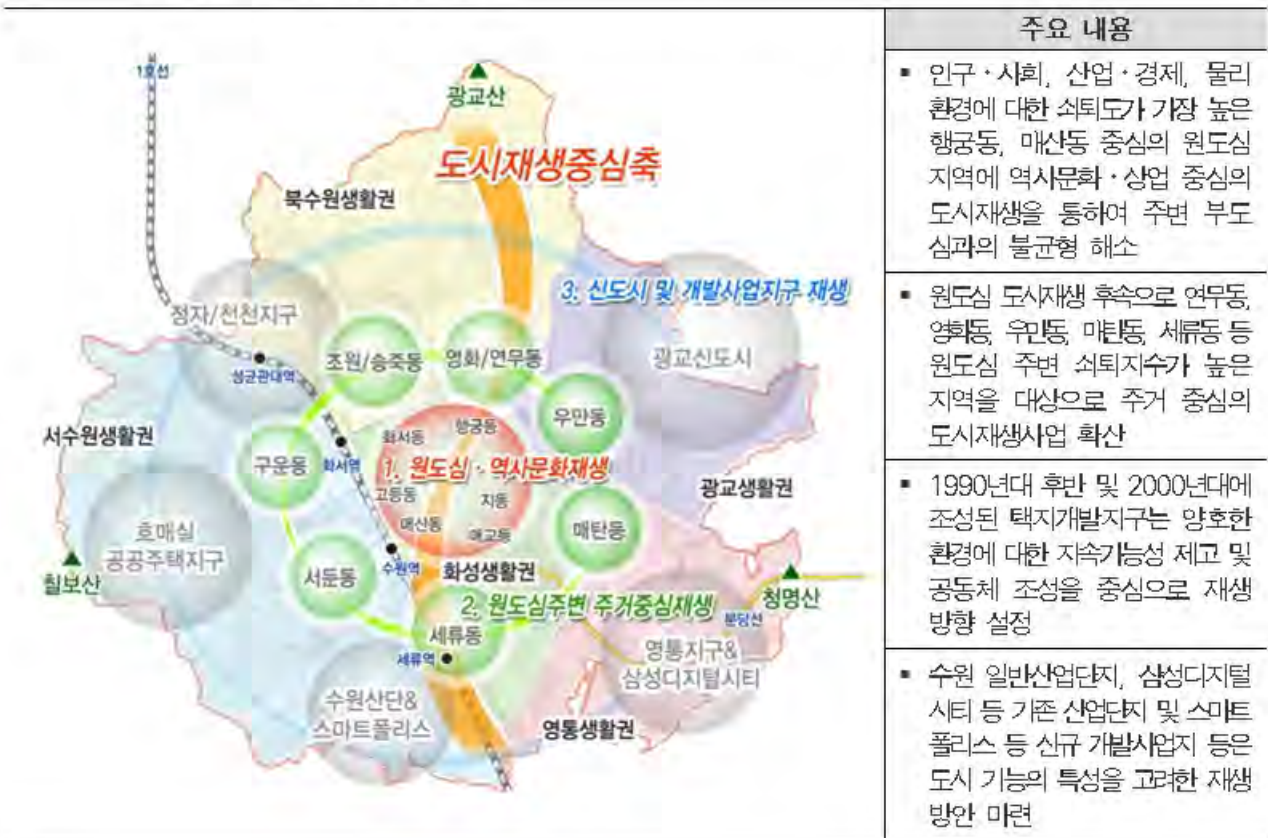 1호선
광교산
도시재생중심축
북수원생활권
3. 신도시 및 개발사업지구 재생
정자/천천지구
조원/송죽동
영화/연무동
광교신도시
성균관대역
우만동
서수원생활권
화서동
행궁동
구운동
화서역
1. 원도심·역사문화재생
고등동
지동
광교생활권
매산동
매교동
매탄동
호매실
공공주택지구
수원역
칠보산
서둔동
화성생활권
청명산
2. 원도심주변 주거중심재생
분당선
세류동
세류역
영통지구&
삼성디지털시티
수원산단&
스마트폴리스
영통생활권
주요 내용
▪ 인구·사회, 산업·경제, 물리
환경에 대한 쇠퇴도가 가장 높은
행궁동, 매산동 중심의 원도심
지역에 역사문화·상업 중심의
도시재생을 통하여 주변 부도
심과의 불균형 해소
▪ 원도심 도시재생 후속으로 연무동,
영화동, 우만동, 매탄동, 세류동 등
원도심 주변 쇠퇴지수가 높은
지역을 대상으로 주거 중심의
도시재생사업 확산
▪ 1990년대 후반 및 2000년대에
조성된 택지개발지구는 양호한
환경에 대한 지속가능성 제고 및
공동체 조성을 중심으로 재생
방향 설정
▪ 수원 일반산업단지, 삼성디지털
시티 등 기존 산업단지 및 스마트
폴리스 등 신규 개발사업지 등은
도시 기능의 특성을 고려한 재생
방안 마련